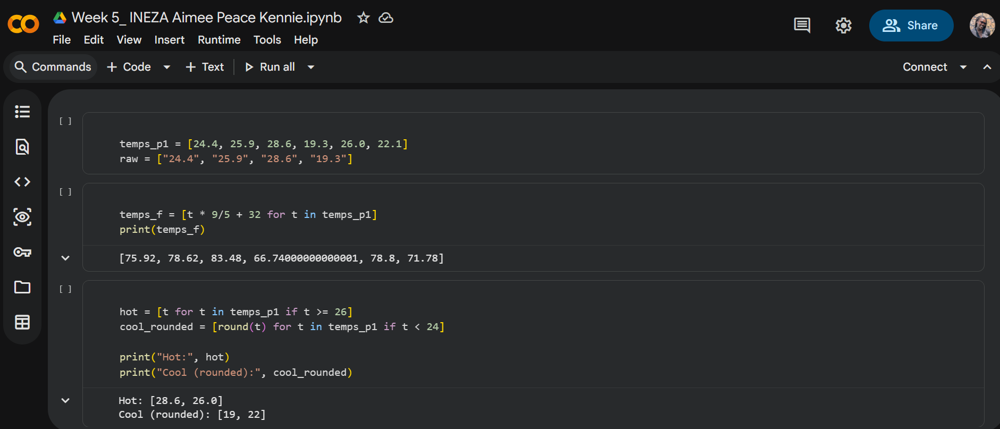 Week 5_ INEZA Aimee Peace Kennie.ipynb
File Edit View Insert Runtime Tools Help
Share
Commands + Code + Text Run all
Connect
[ ]
temps_p1 = [24.4, 25.9, 28.6, 19.3, 26.0, 22.1]
raw = ["24.4", "25.9", "28.6", "19.3"]
[ ]
temps_f = [t * 9/5 + 32 for t in temps_p1]
print(temps_f)
[75.92, 78.62, 83.48, 66.74000000000001, 78.8, 71.78]
[ ]
hot = [t for t in temps_p1 if t >= 26]
cool_rounded = [round(t) for t in temps_p1 if t < 24]
print("Hot:", hot)
print("Cool (rounded):", cool_rounded)
Hot: [28.6, 26.0]
Cool (rounded): [19, 22]